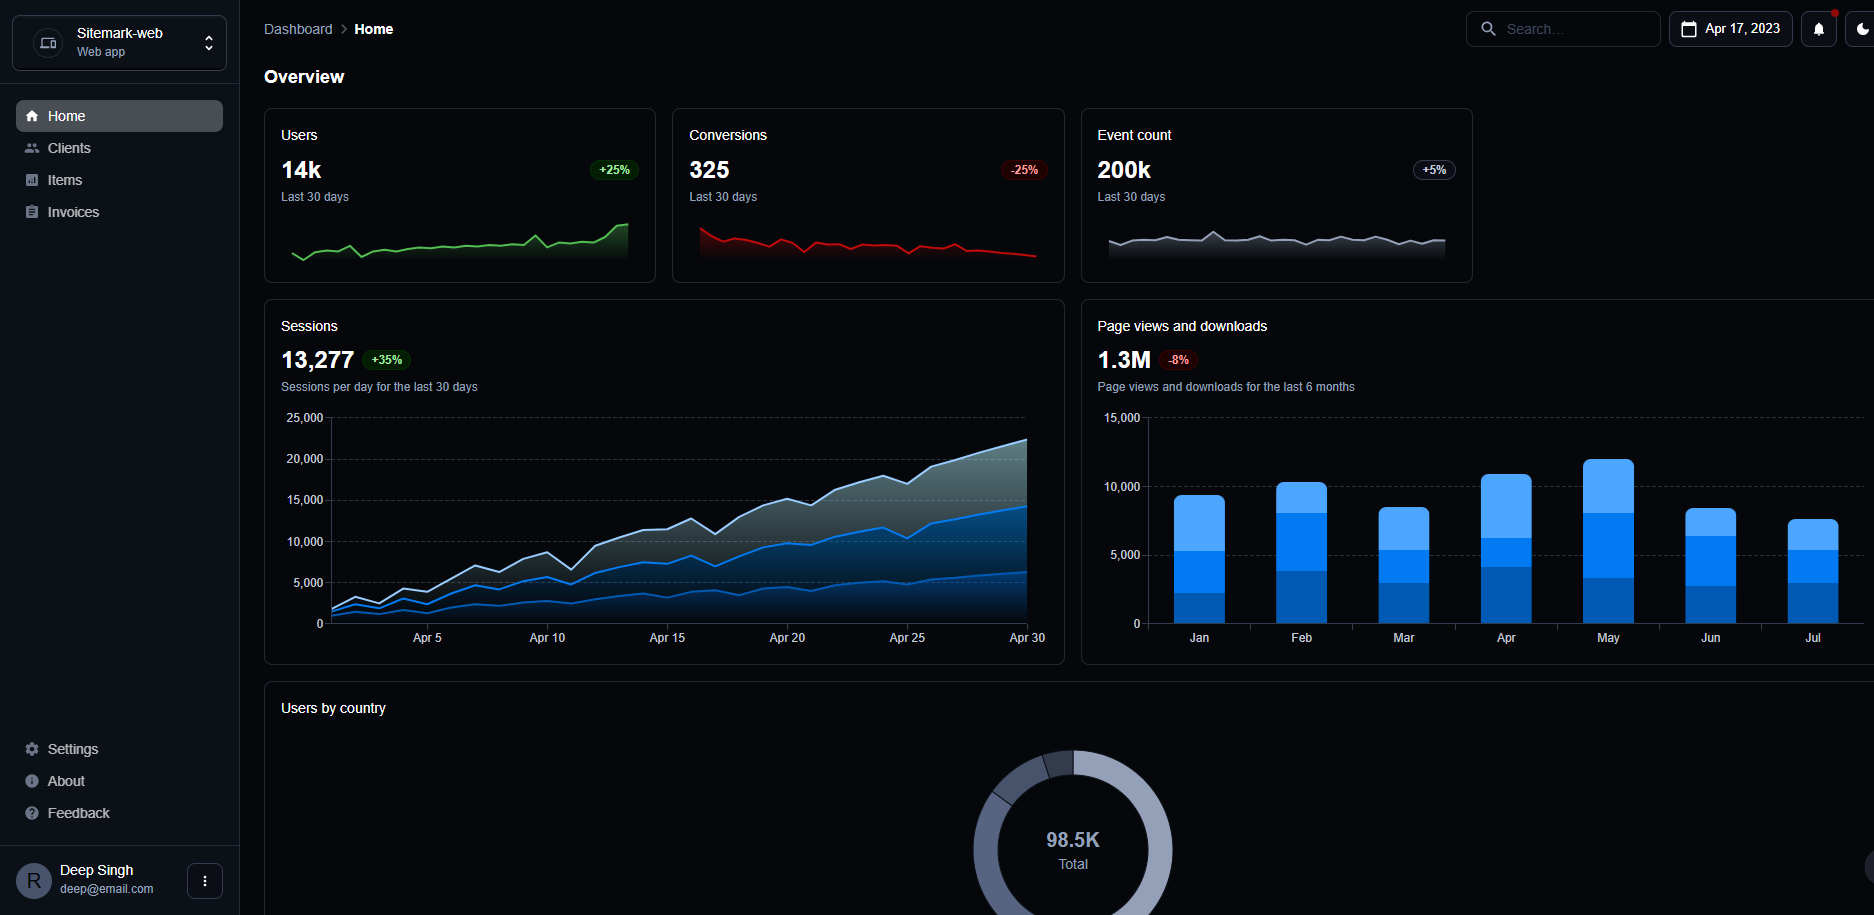 Sitemark-web
Web app
Home
Clients
Items
Invoices
Settings
About
Feedback
R
Deep Singh
deep@email.com
Dashboard > Home
Search…
Apr 17, 2023
Overview
Users
14k
+25%
Last 30 days
Conversions
325
-25%
Last 30 days
Event count
200k
+5%
Last 30 days
Sessions
13,277
+35%
Sessions per day for the last 30 days
25,000
20,000
15,000
10,000
5,000
0
Apr 5
Apr 10
Apr 15
Apr 20
Apr 25
Apr 30
Page views and downloads
1.3M
-8%
Page views and downloads for the last 6 months
15,000
10,000
5,000
0
Jan
Feb
Mar
Apr
May
Jun
Jul
Users by country
98.5K
Total